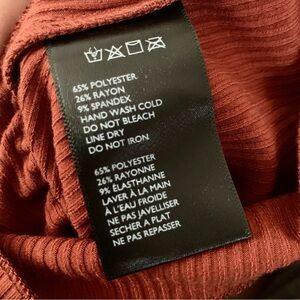 65% POLYESTER
26% RAYON
9% SPANDEX
HAND WASH COLD
DO NOT BLEACH
LINE DRY
DO NOT IRON
65% POLYESTER
26% RAYONNE
9% ÉLASTHANNE
LAVER À LA MAIN
À L'EAU FROIDE
NE PAS JAVELLISER
SECHER A PLAT
NE PAS REPASSER